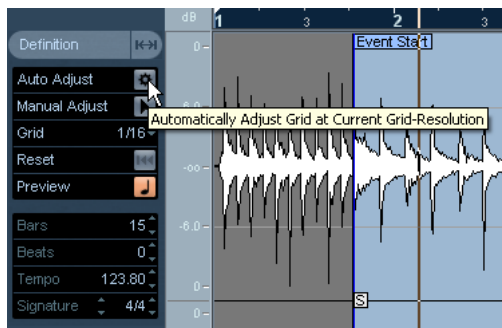 dB 1 3 2 3
Definition
0
Event Start
Auto Adjust
Manual Adjust
-6.0
Automatically Adjust Grid at Current Grid-Resolution
Grid 1/16
Reset
-oo
Preview
Bars 15
-6.0
Beats 0
Tempo 123.80
0
Signature 4/4
S
0